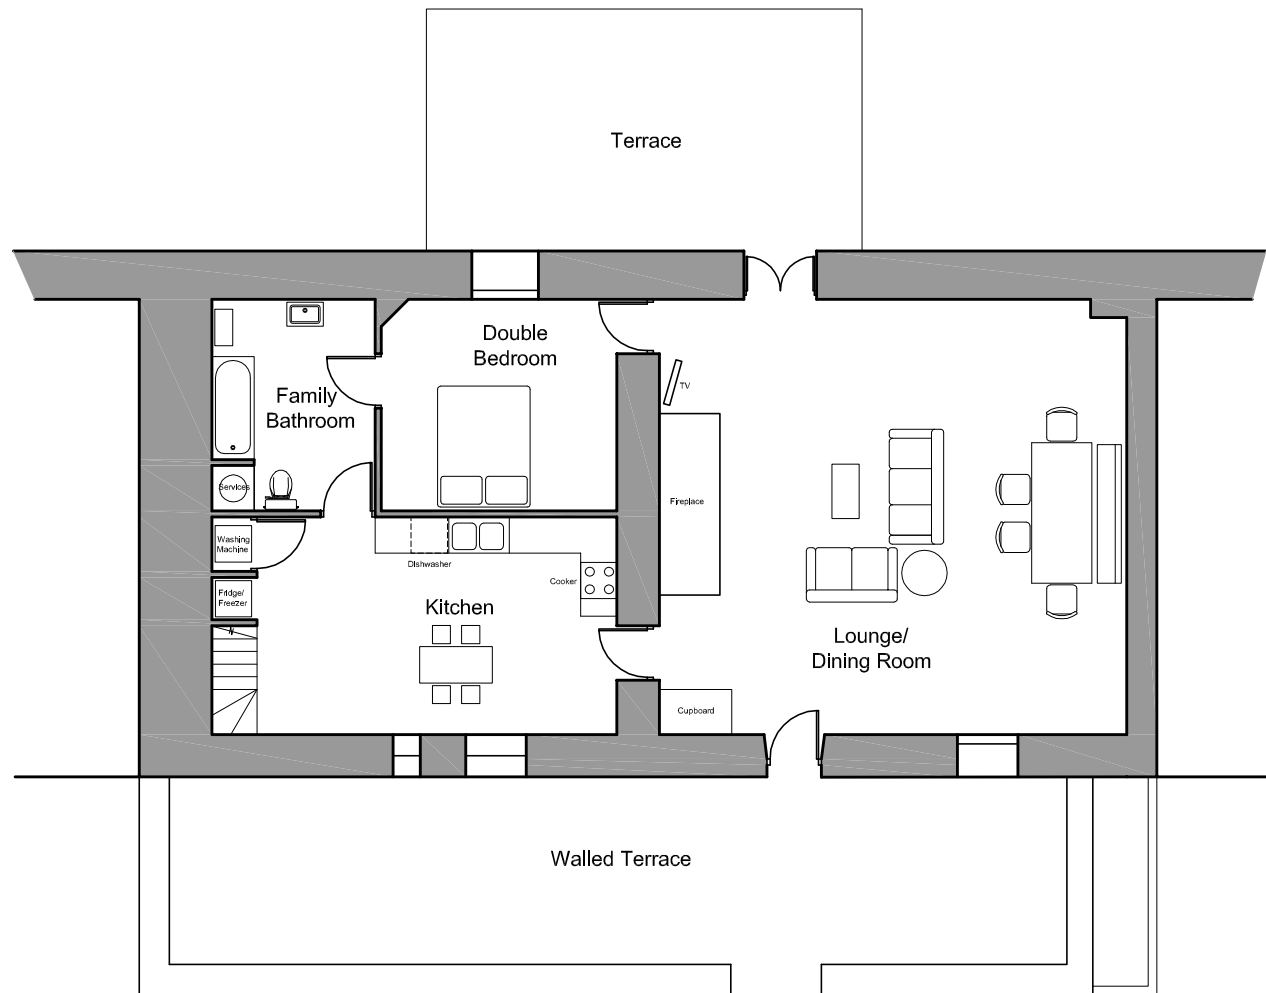 Terrace
Double
Bedroom
TV
Family
Bathroom
Services
Fireplace
Washing
Machine
Dishwasher
Cooker
Fridge/
Freezer
Kitchen
Lounge/
Dining Room
Cupboard
Walled Terrace